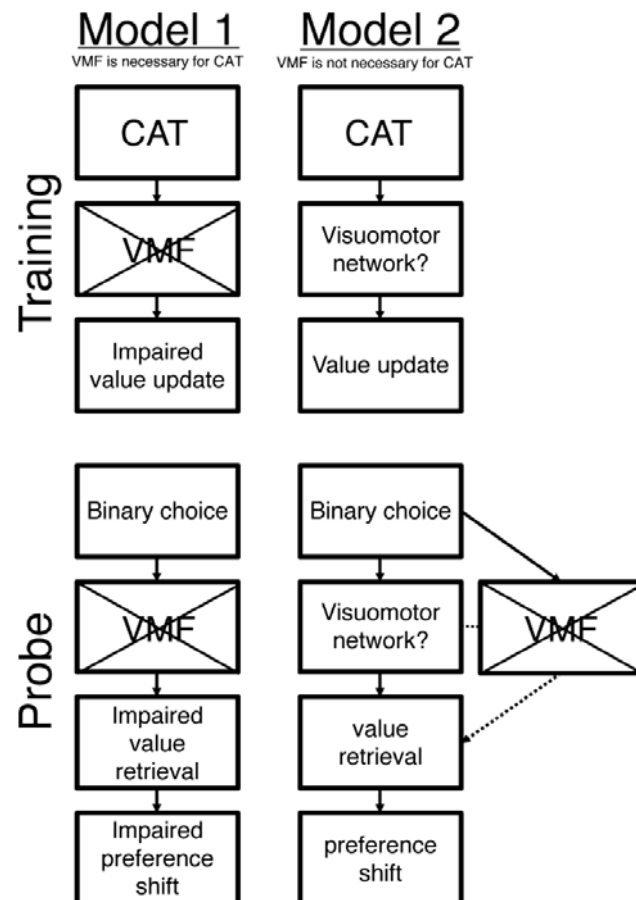 Model 1
VMF is necessary for CAT
Training
CAT
VMF
Impaired
value update
Probe
Binary choice
VMF
Impaired
value
retrieval
Impaired
preference
shift
Model 2
VMF is not necessary for CAT
CAT
Visuomotor
network?
Value update
Binary choice
Visuomotor
network?
VMF
value
retrieval
preference
shift